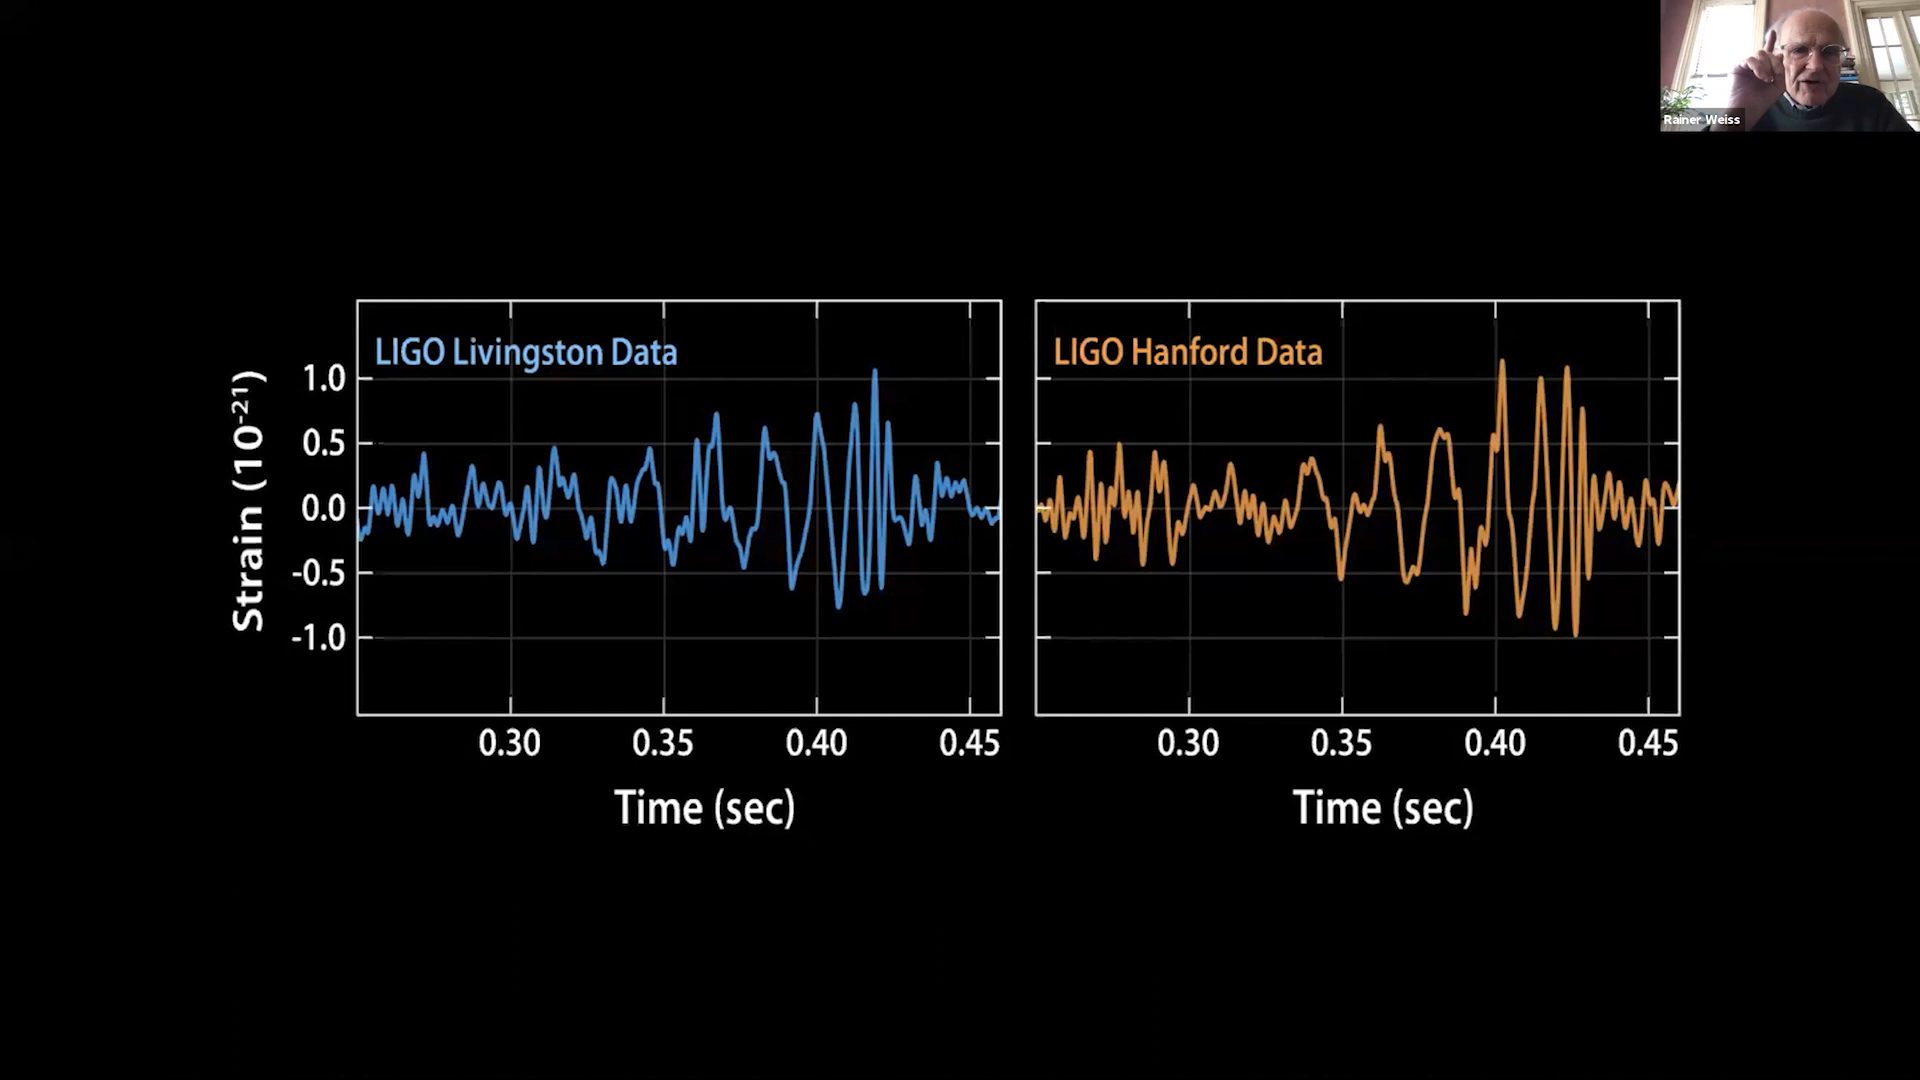 Rainer Weiss
LIGO Livingston Data
LIGO Hanford Data
Strain (10⁻²¹)
1.0
0.5
0.0
-0.5
-1.0
0.30 0.35 0.40 0.45
0.30 0.35 0.40 0.45
Time (sec)
Time (sec)